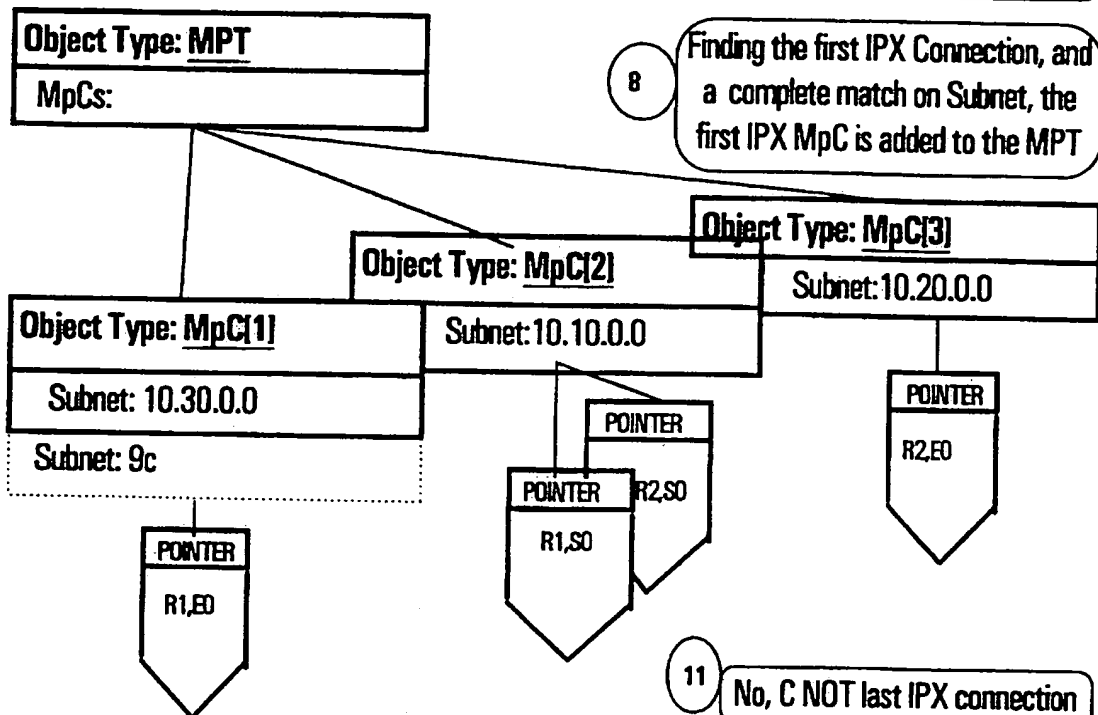 Object Type: MPT
MpCs:
8
Finding the first IPX Connection, and
a complete match on Subnet, the
first IPX MpC is added to the MPT
Object Type: MpC[3]
Subnet:10.20.0.0
Object Type: MpC[2]
Subnet:10.10.0.0
Object Type: MpC[1]
Subnet: 10.30.0.0
Subnet: 9c
POINTER
R2,E0
POINTER
R2,S0
POINTER
R1,S0
POINTER
R1,E0
11
No, C NOT last IPX connection